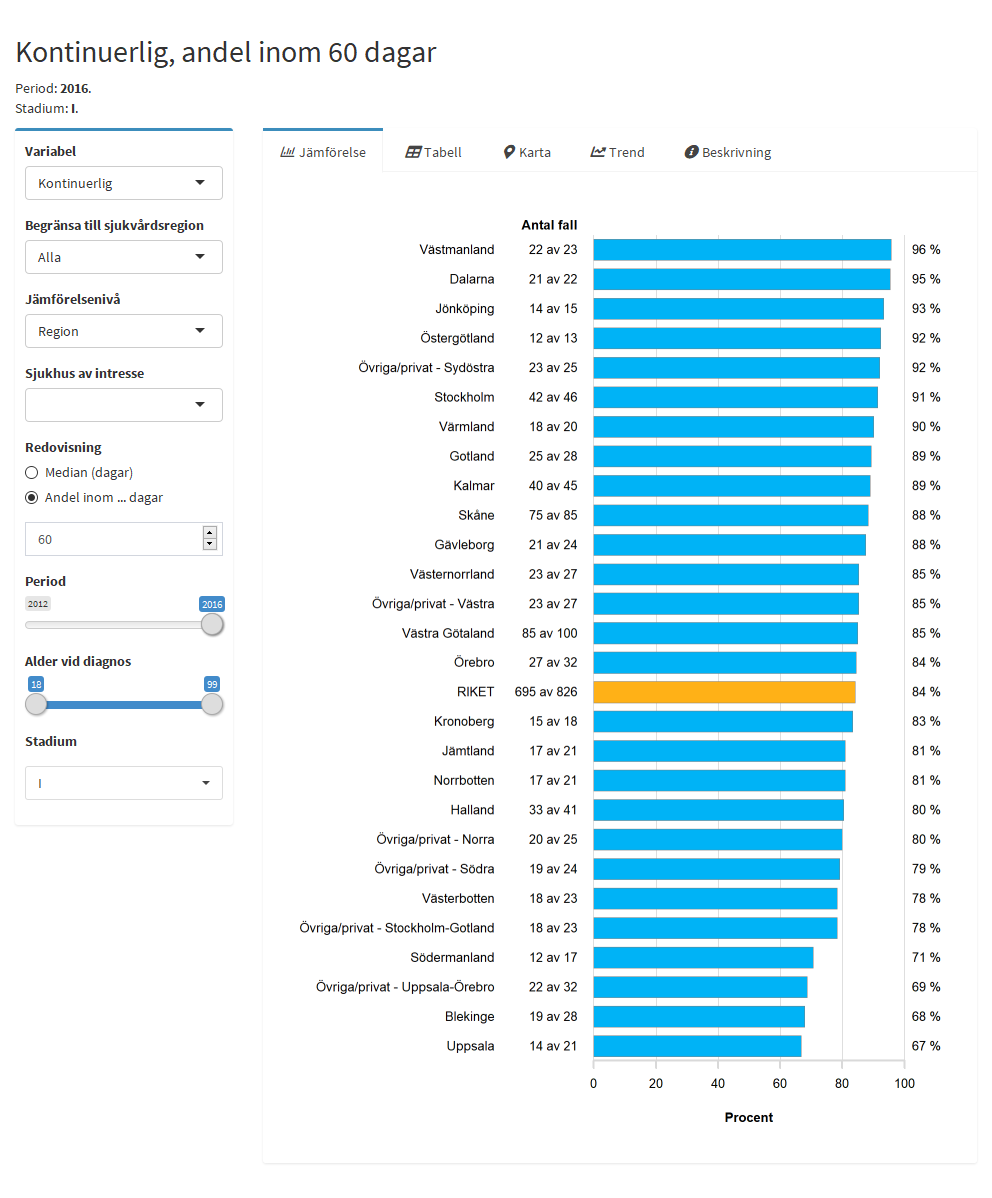 Kontinuerlig, andel inom 60 dagar
Period: 2016.
Stadium: I.
Variabel
Kontinuerlig
Begränsa till sjukvårdsregion
Alla
Jämförelsenivå
Region
Sjukhus av intresse
Redovisning
Median (dagar)
Andel inom ... dagar
60
Period
2012 2016
Ålder vid diagnos
18 99
Stadium
I
Jämförelse Tabell Karta Trend Beskrivning
Antal fall
Västmanland 22 av 23 96 %
Dalarna 21 av 22 95 %
Jönköping 14 av 15 93 %
Östergötland 12 av 13 92 %
Övriga/privat - Sydöstra 23 av 25 92 %
Stockholm 42 av 46 91 %
Värmland 18 av 20 90 %
Gotland 25 av 28 89 %
Kalmar 40 av 45 89 %
Skåne 75 av 85 88 %
Gävleborg 21 av 24 88 %
Västernorrland 23 av 27 85 %
Övriga/privat - Västra 23 av 27 85 %
Västra Götaland 85 av 100 85 %
Örebro 27 av 32 84 %
RIKET 695 av 826 84 %
Kronoberg 15 av 18 83 %
Jämtland 17 av 21 81 %
Norrbotten 17 av 21 81 %
Halland 33 av 41 80 %
Övriga/privat - Norra 20 av 25 80 %
Övriga/privat - Södra 19 av 24 79 %
Västerbotten 18 av 23 78 %
Övriga/privat - Stockholm-Gotland 18 av 23 78 %
Södermanland 12 av 17 71 %
Övriga/privat - Uppsala-Örebro 22 av 32 69 %
Blekinge 19 av 28 68 %
Uppsala 14 av 21 67 %
0 20 40 60 80 100
Procent